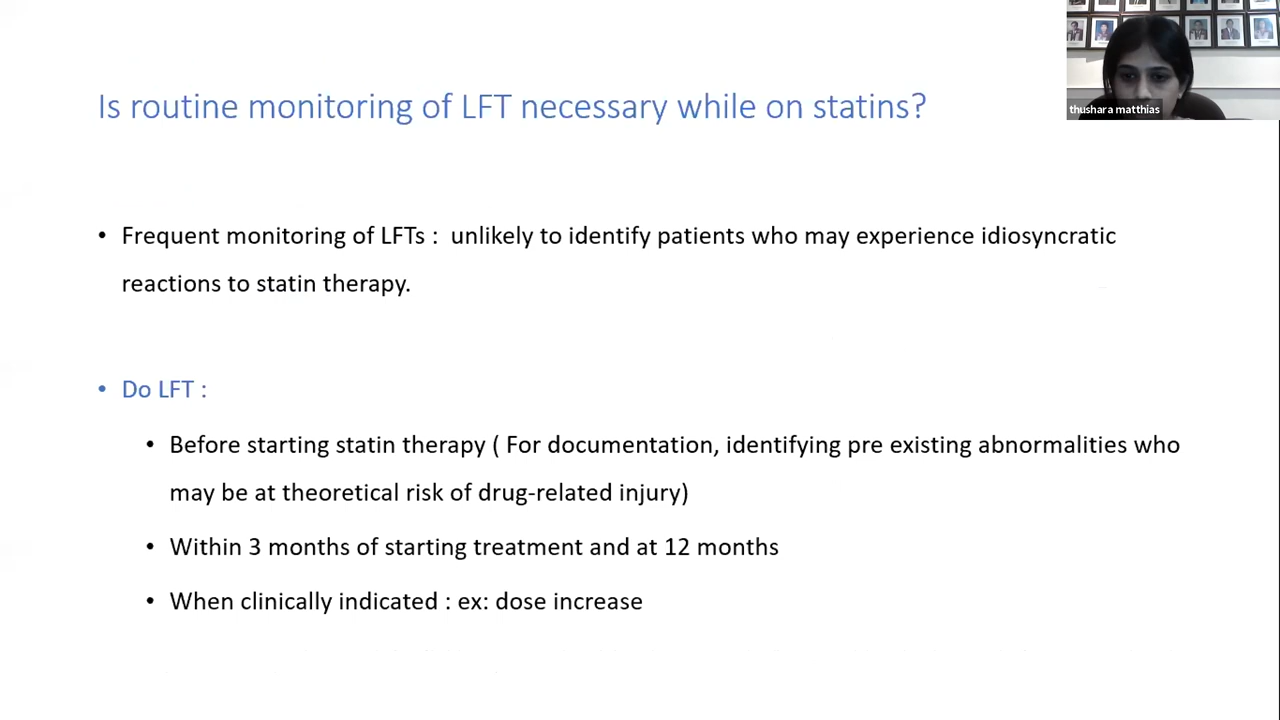 Is routine monitoring of LFT necessary while on statins?
thushara matthias
• Frequent monitoring of LFTs : unlikely to identify patients who may experience idiosyncratic
reactions to statin therapy.
• Do LFT :
• Before starting statin therapy ( For documentation, identifying pre existing abnormalities who
may be at theoretical risk of drug-related injury)
• Within 3 months of starting treatment and at 12 months
• When clinically indicated : ex: dose increase